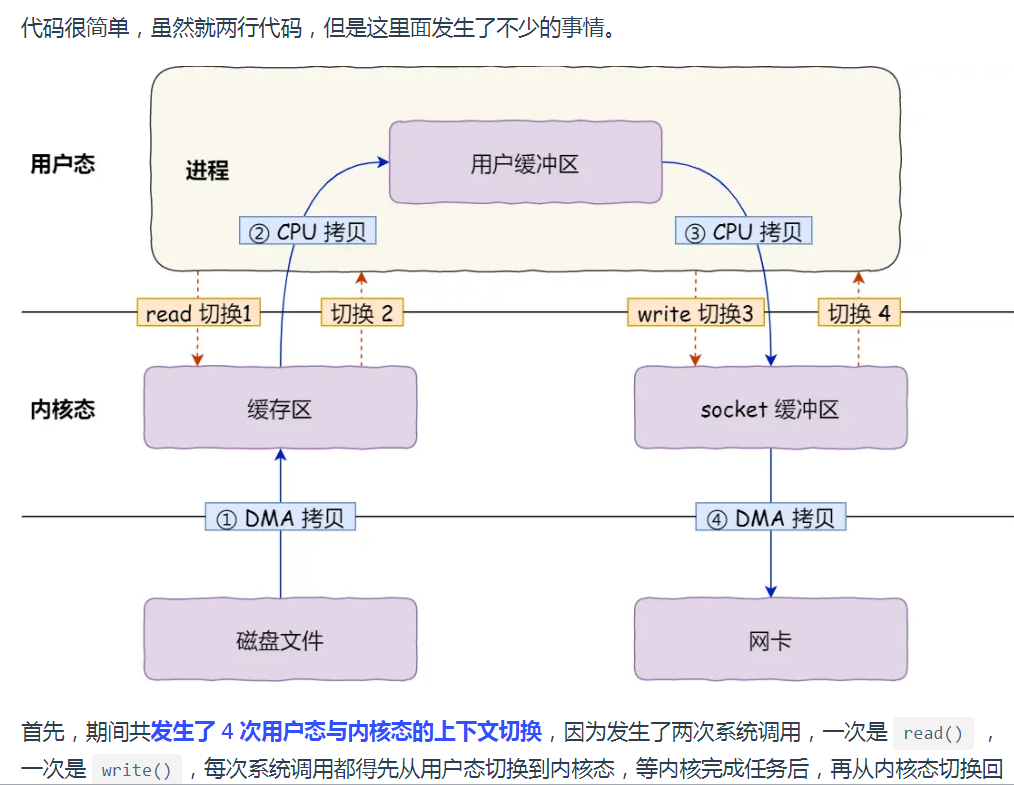 代码很简单，虽然就两行代码，但是这里面发生了不少的事情。
用户态
进程
用户缓冲区
② CPU 拷贝
③ CPU 拷贝
read 切换1
切换 2
write 切换3
切换 4
内核态
缓存区
socket 缓冲区
① DMA 拷贝
④ DMA 拷贝
磁盘文件
网卡
首先，期间共发生了 4 次用户态与内核态的上下文切换，因为发生了两次系统调用，一次是 read() ，
一次是 write() ，每次系统调用都得先从用户态切换到内核态，等内核完成任务后，再从内核态切换回